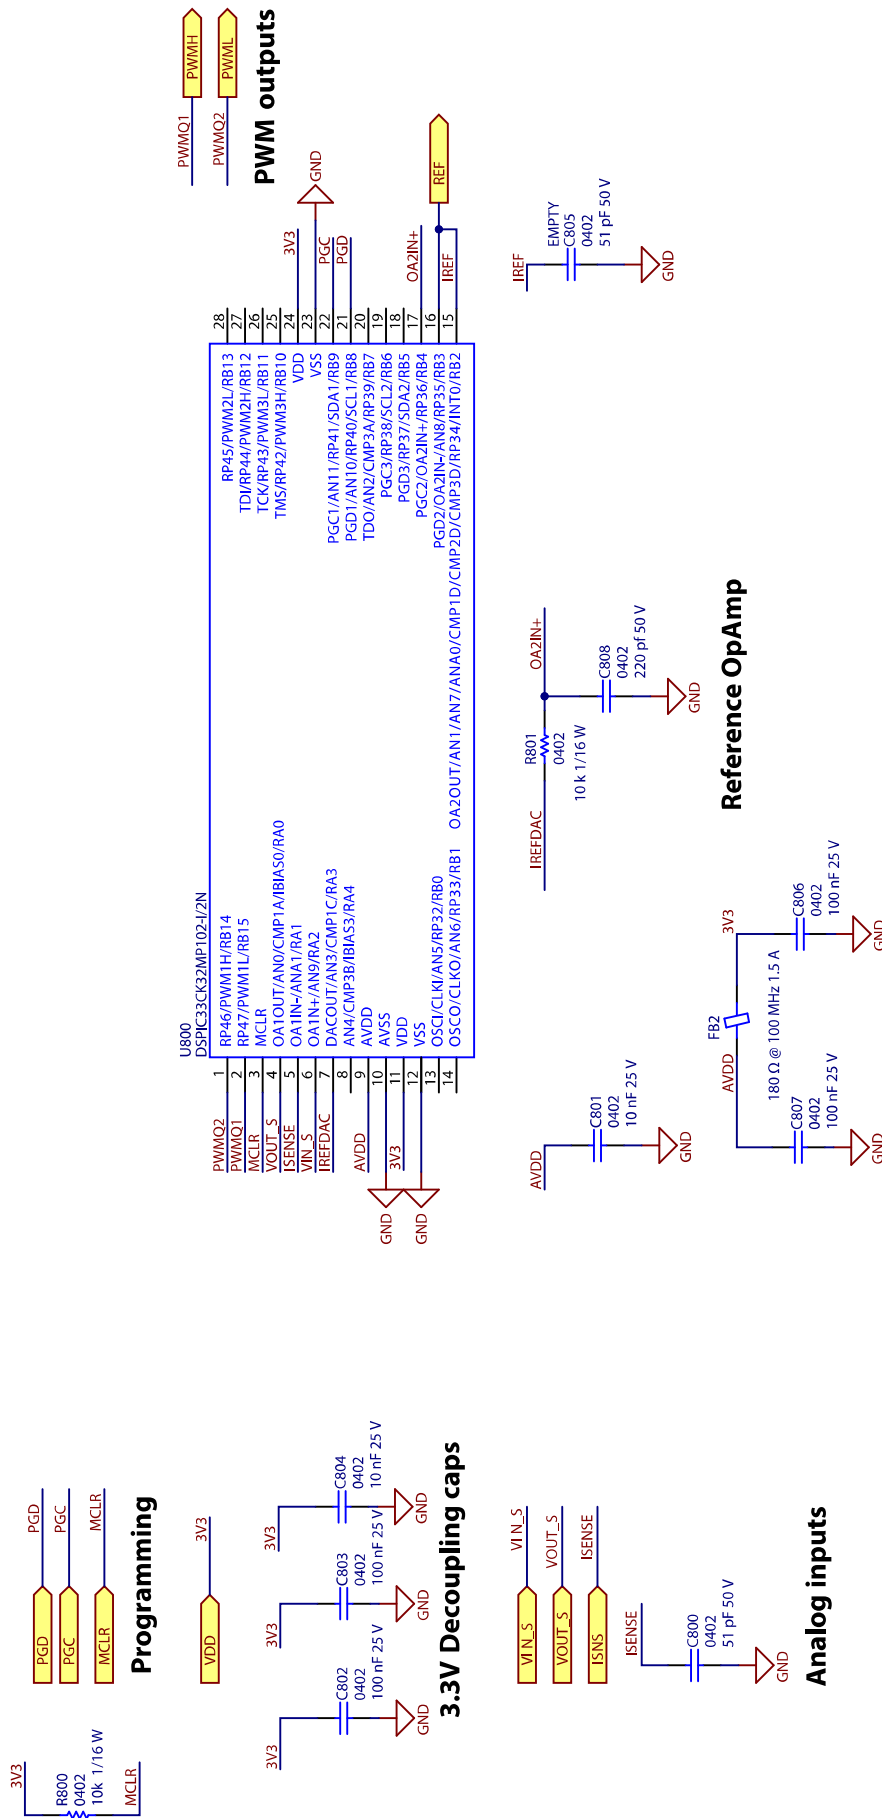 3V3
R800
0402
10k 1/16 W
MCLR
PGD
PGD
PGC
PGC
MCLR
MCLR
Programming
VDD
3V3
3V3
C802
0402
100 nF 25 V
GND
3V3
C803
0402
100 nF 25 V
GND
3V3
C804
0402
10 nF 25 V
GND
3.3V Decoupling caps
VIN_S
VIN_S
VOUT_S
VOUT_S
ISNS
ISENSE
ISENSE
C800
0402
51 pF 50 V
GND
Analog inputs
U800
DSPIC33CK32MP102-I/2N
PWMQ2 1 RP46/PWM1H/RB14
PWMQ1 2 RP47/PWM1L/RB15
MCLR 3 MCLR
VOUT_S 4 OA1OUT/AN0/CMP1A/IBIAS0/RA0
ISENSE 5 OA1IN-/ANA1/RA1
VIN_S 6 OA1N+/AN9/RA2
IREFDAC 7 DACOUT/AN3/CMP1C/RA3
8 AN4/CMP3B/IBIAS3/RA4
AVDD 9 AVDD
GND 10 AVSS
3V3 11 VDD
GND 12 VSS
13 OSCI/CLKI/AN5/RP32/RB0
14 OSCO/CLKO/AN6/RP33/RB1
RP45/PWM2L/RB13 28
TDI/RP44/PWM2H/RB12 27
TCK/RP43/PWM3L/RB11 26
TMS/RP42/PWM3H/RB10 25
VDD 24 3V3
VSS 23 GND
PGC1/AN11/RP41/SDA1/RB9 22 PGC
PGD1/AN10/RP40/SCL1/RB8 21 PGD
TDO/AN2/CMP3A/RP39/RB7 20
PGC3/RP38/SCL2/RB6 19
PGD3/RP37/SDA2/RB5 18
PGC2/OA2IN+/RP36/RB4 17 OA2IN+
PGD2/OA2IN-/AN8/RP35/RB3 16
OA2OUT/AN1/AN7/ANA0/CMP1D/CMP2D/CMP3D/RP34/INT0/RB2 15 IREF
REF
PWMQ1
PWMH
PWMQ2
PWML
PWM outputs
AVDD
C801
0402
10 nF 25 V
GND
IREFDAC
R801
0402
10 k 1/16 W
OA2IN+
C808
0402
220 pf 50 V
GND
Reference OpAmp
IREF
EMPTY
C805
0402
51 pF 50 V
GND
AVDD
FB2
180 Ω @ 100 MHz 1.5 A
3V3
C807
0402
100 nF 25 V
GND
C806
0402
100 nF 25 V
GND